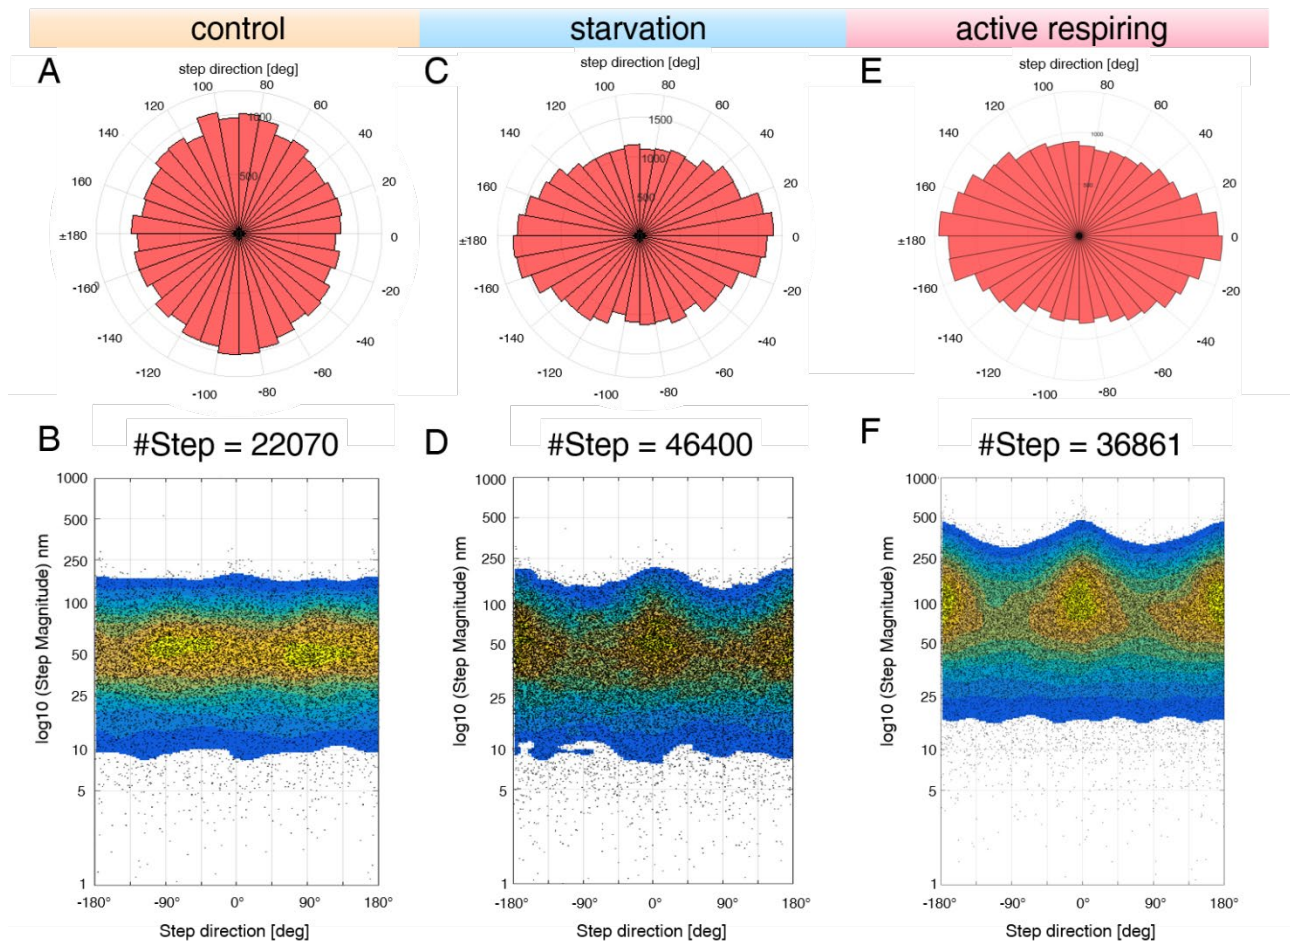 control starvation active respiring
A C E
step direction [deg] step direction [deg] step direction [deg]
100 80 100 80 100 80
120 60 120 60 120 60
140 40 140 40 140 40
160 20 160 20 160 20
±180 0 ±180 0 ±180 0
-160 -20 -160 -20 -160 -20
-140 -40 -140 -40 -140 -40
-120 -60 -120 -60 -120 -60
-100 -80 -100 -80 -100 -80
1000 500
1500 1000 500
1000
B #Step = 22070 D #Step = 46400 F #Step = 36861
log10 (Step Magnitude) nm
1000
500
250
100
50
25
10
5
1
-180° -90° 0° 90° 180°
Step direction [deg]
log10 (Step Magnitude) nm
1000
500
250
100
50
25
10
5
1
-180° -90° 0° 90° 180°
Step direction [deg]
log10 (Step Magnitude) nm
1000
500
250
100
50
25
10
5
1
-180° -90° 0° 90° 180°
Step direction [deg]